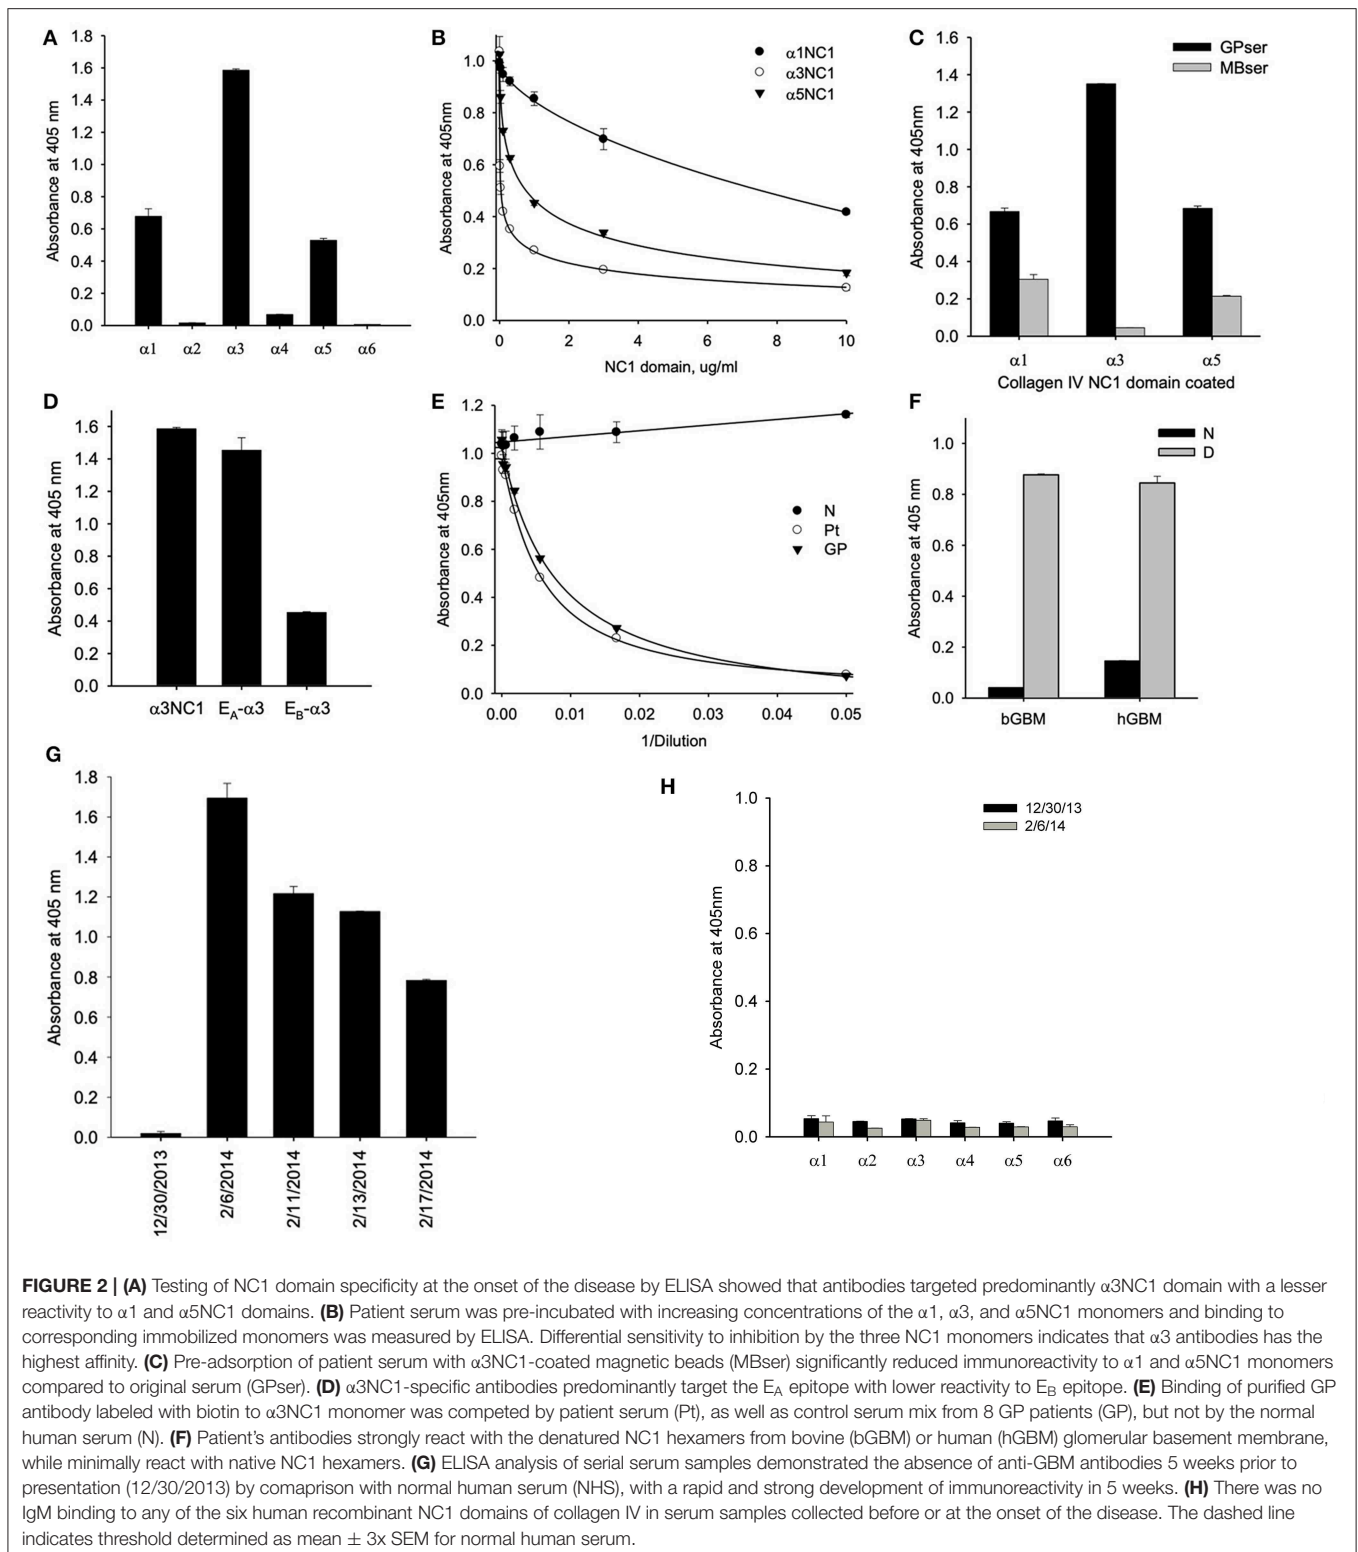 A
Absorbance at 405 nm
1.8
1.6
1.4
1.2
1.0
0.8
0.6
0.4
0.2
0.0
α1 α2 α3 α4 α5 α6
B
Absorbance at 405nm
1.0
0.8
0.6
0.4
0.2
0.0
α1NC1
α3NC1
α5NC1
0 2 4 6 8 10
NC1 domain, ug/ml
C
Absorbance at 405nm
1.6
1.4
1.2
1.0
0.8
0.6
0.4
0.2
0.0
GPser
MBser
α1 α3 α5
Collagen IV NC1 domain coated
D
Absorbance at 405 nm
1.6
1.4
1.2
1.0
0.8
0.6
0.4
0.2
0.0
α3NC1 E_A-α3 E_B-α3
E
Absorbance at 405nm
1.2
1.0
0.8
0.6
0.4
0.2
0.0
N
Pt
GP
0.00 0.01 0.02 0.03 0.04 0.05
1/Dilution
F
Absorbance at 405 nm
1.0
0.8
0.6
0.4
0.2
0.0
N
D
bGBM hGBM
G
Absorbance at 405 nm
1.8
1.6
1.4
1.2
1.0
0.8
0.6
0.4
0.2
0.0
12/30/2013
2/6/2014
2/11/2014
2/13/2014
2/17/2014
H
Absorbance at 405nm
1.0
0.8
0.6
0.4
0.2
0.0
12/30/13
2/6/14
α1 α2 α3 α4 α5 α6
FIGURE 2 | (A) Testing of NC1 domain specificity at the onset of the disease by ELISA showed that antibodies targeted predominantly α3NC1 domain with a lesser
reactivity to α1 and α5NC1 domains. (B) Patient serum was pre-incubated with increasing concentrations of the α1, α3, and α5NC1 monomers and binding to
corresponding immobilized monomers was measured by ELISA. Differential sensitivity to inhibition by the three NC1 monomers indicates that α3 antibodies has the
highest affinity. (C) Pre-adsorption of patient serum with α3NC1-coated magnetic beads (MBser) significantly reduced immunoreactivity to α1 and α5NC1 monomers
compared to original serum (GPser). (D) α3NC1-specific antibodies predominantly target the E_A epitope with lower reactivity to E_B epitope. (E) Binding of purified GP
antibody labeled with biotin to α3NC1 monomer was competed by patient serum (Pt), as well as control serum mix from 8 GP patients (GP), but not by the normal
human serum (N). (F) Patient's antibodies strongly react with the denatured NC1 hexamers from bovine (bGBM) or human (hGBM) glomerular basement membrane,
while minimally react with native NC1 hexamers. (G) ELISA analysis of serial serum samples demonstrated the absence of anti-GBM antibodies 5 weeks prior to
presentation (12/30/2013) by comaprison with normal human serum (NHS), with a rapid and strong development of immunoreactivity in 5 weeks. (H) There was no
IgM binding to any of the six human recombinant NC1 domains of collagen IV in serum samples collected before or at the onset of the disease. The dashed line
indicates threshold determined as mean ± 3x SEM for normal human serum.